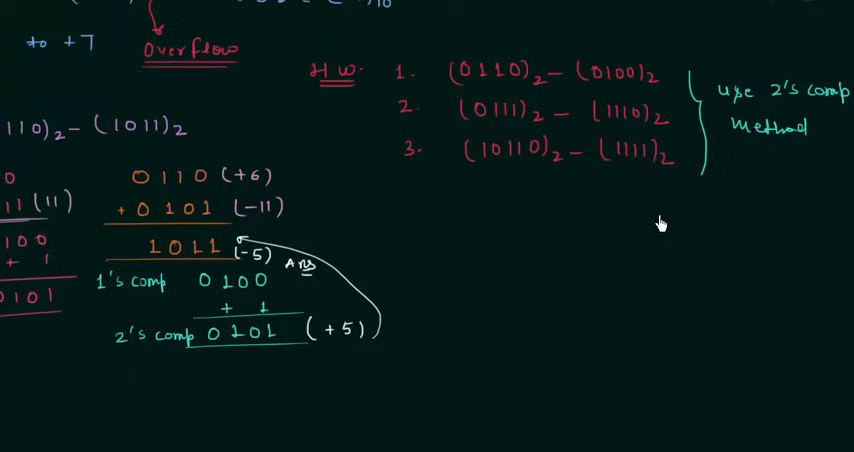 to +7
Overflow
H W. 1. (0110)2 - (0100)2
2. (0111)2 - (1110)2
3. (10110)2 - (1111)2
use 2's comp
Method
110)2 - (1011)2
0
11 (11)
100
+ 1
0101
0110 (+6)
+ 0101 (-11)
1011 (-5) Ans
1's comp 0100
+ 1
2's comp 0101 (+5)